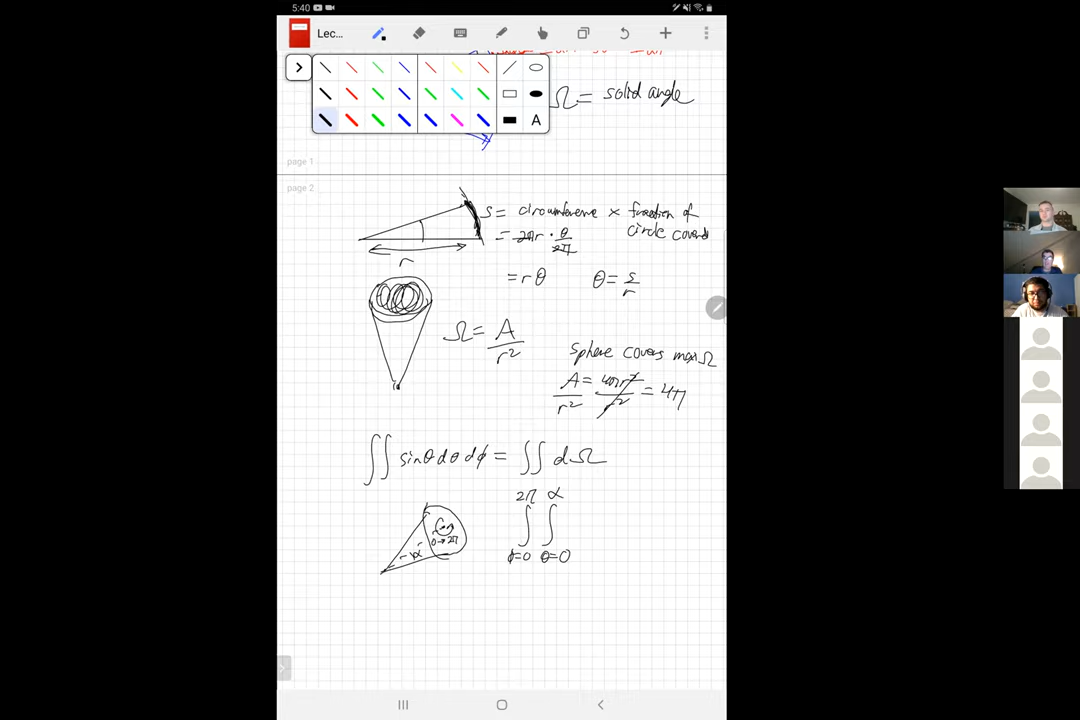 5:40
Lec...
A
Ω = solid angle
page 1
page 2
S = circumference × fraction of circle covered
= 2πr · θ/2π
r
= rθ θ = s/r
Ω = A/r²
Sphere covers max Ω
A/r² = 4πr²/r² = 4π
∬ sinθ dθ dφ = ∬ dΩ
2π α
∫ ∫
φ=0 θ=0
0→2π
α